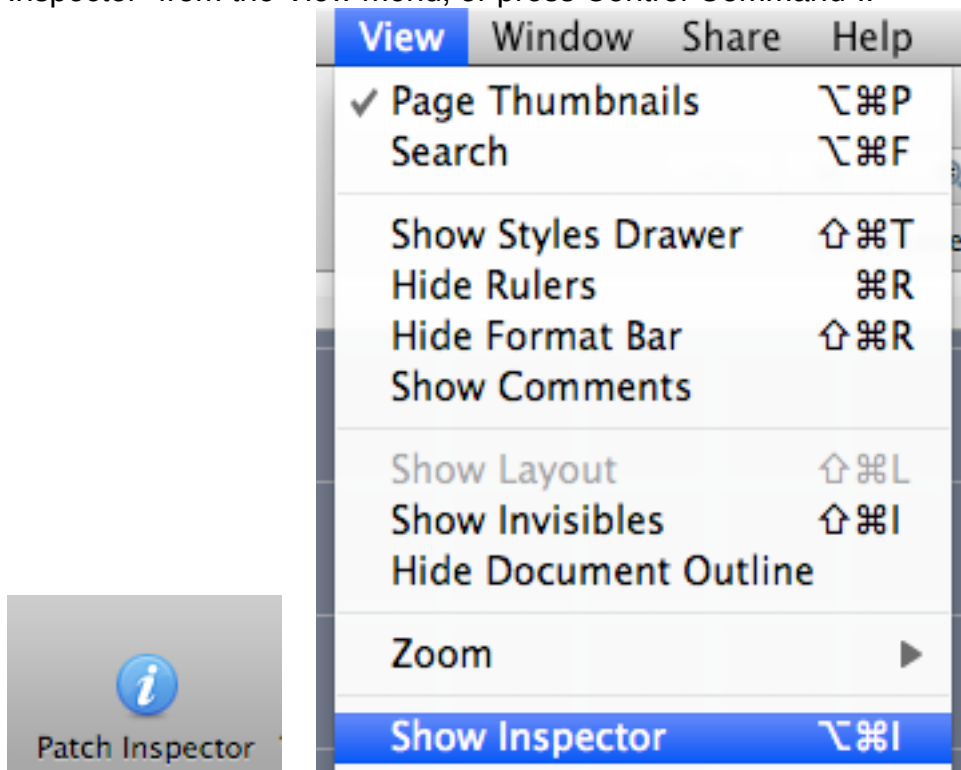 View Window Share Help
✓ Page Thumbnails ⌥⌘P
Search ⌥⌘F
Show Styles Drawer ⇧⌘T
Hide Rulers ⌘R
Hide Format Bar ⇧⌘R
Show Comments
Show Layout ⇧⌘L
Show Invisibles ⇧⌘I
Hide Document Outline
Zoom ▶
Show Inspector ⌥⌘I
Patch Inspector